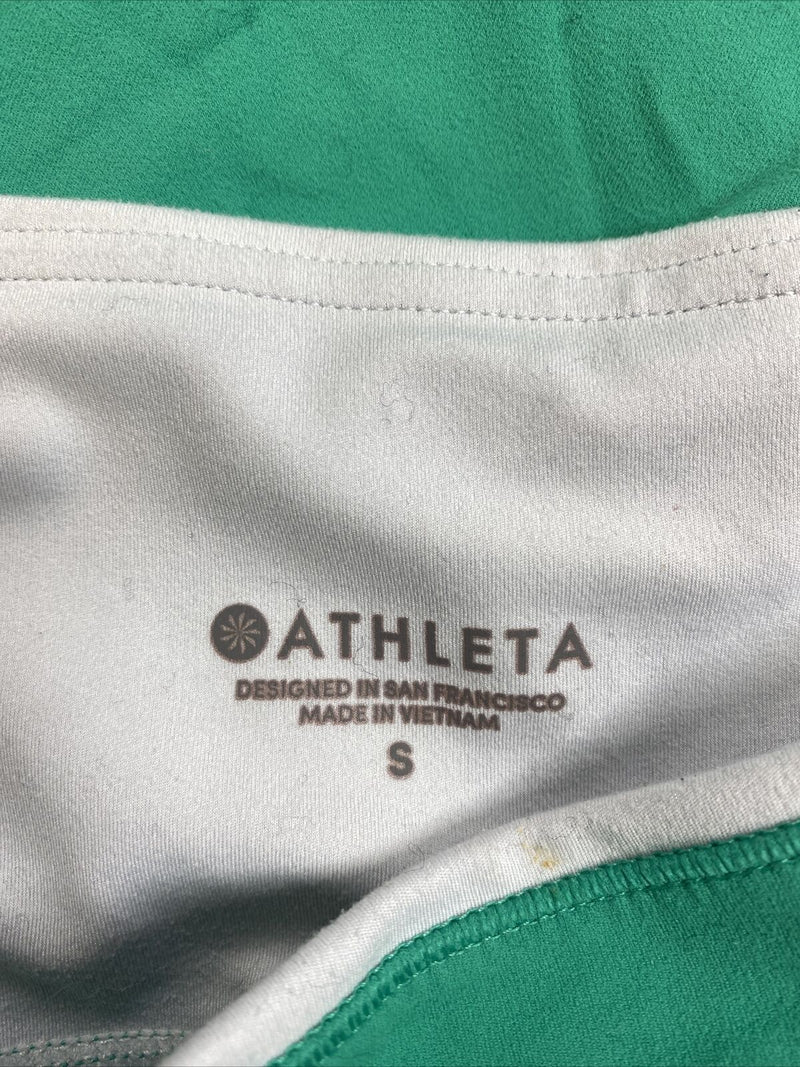 ATHLETA
DESIGNED IN SAN FRANCISCO
MADE IN VIETNAM
S